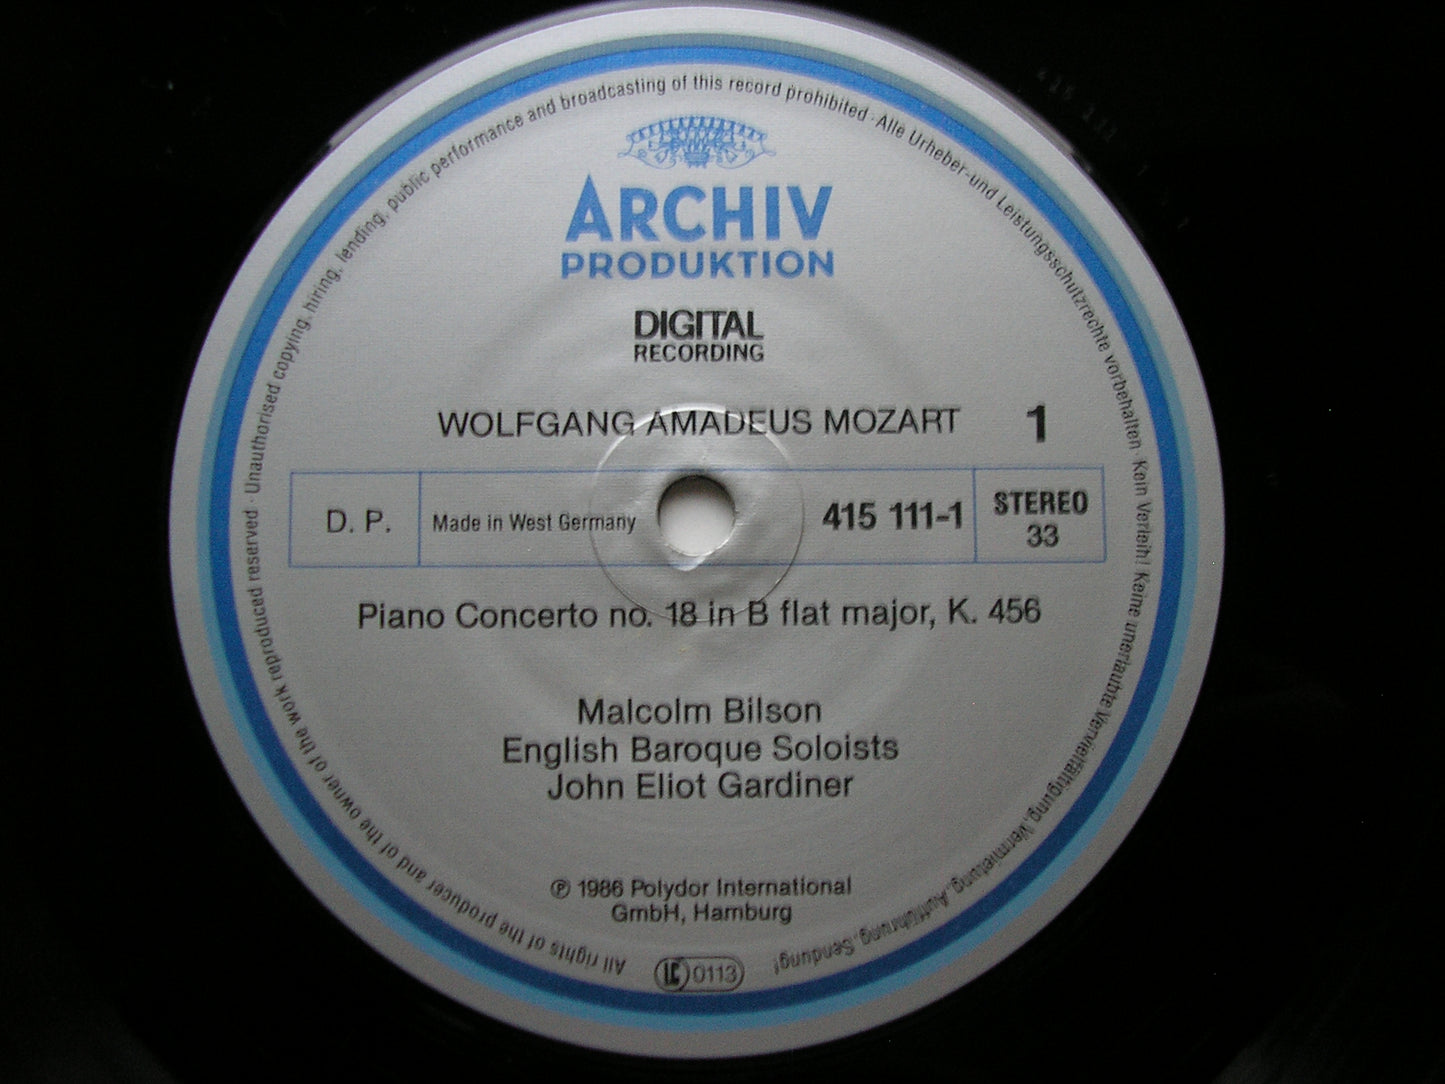 All rights of the producer and of the owner of the work reproduced reserved · Unauthorised copying, hiring, lending, public performance and broadcasting of this record prohibited · Alle Urheber-und Leistungsschutzrechte vorbehalten · Kein Verleih! Keine unerlaubte Vervielfältigung, Vermietung, Aufführung, Sendung!
ARCHIV
PRODUKTION
DIGITAL
RECORDING
WOLFGANG AMADEUS MOZART 1
D. P. Made in West Germany 415 111-1 STEREO
33
Piano Concerto no. 18 in B flat major, K. 456
Malcolm Bilson
English Baroque Soloists
John Eliot Gardiner
℗ 1986 Polydor International
GmbH, Hamburg
LC 0113